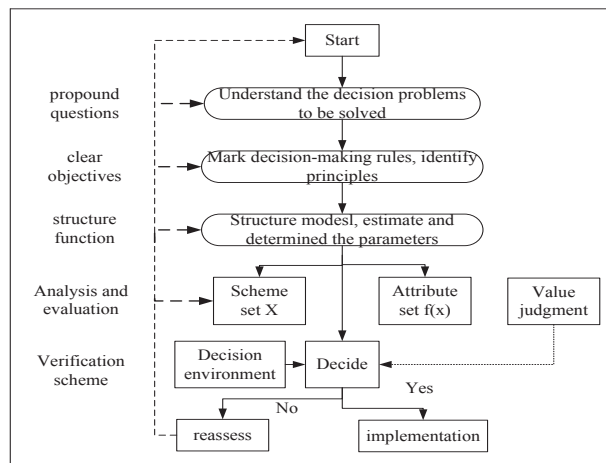 Start
propound
questions
Understand the decision problems
to be solved
clear
objectives
Mark decision-making rules, identify
principles
structure
function
Structure modesl, estimate and
determined the parameters
Analysis and
evaluation
Scheme
set X
Attribute
set f(x)
Value
judgment
Verification
scheme
Decision
environment
Decide
Yes
No
reassess
implementation